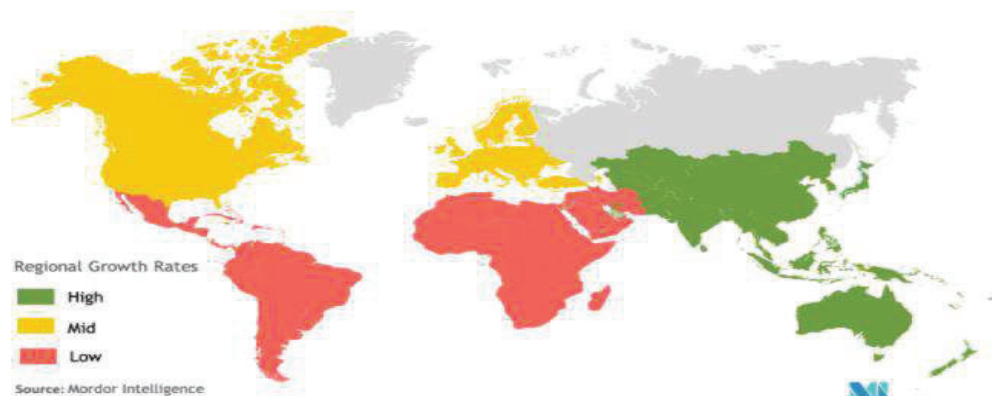 Regional Growth Rates
High
Mid
Low
Source: Mordor Intelligence